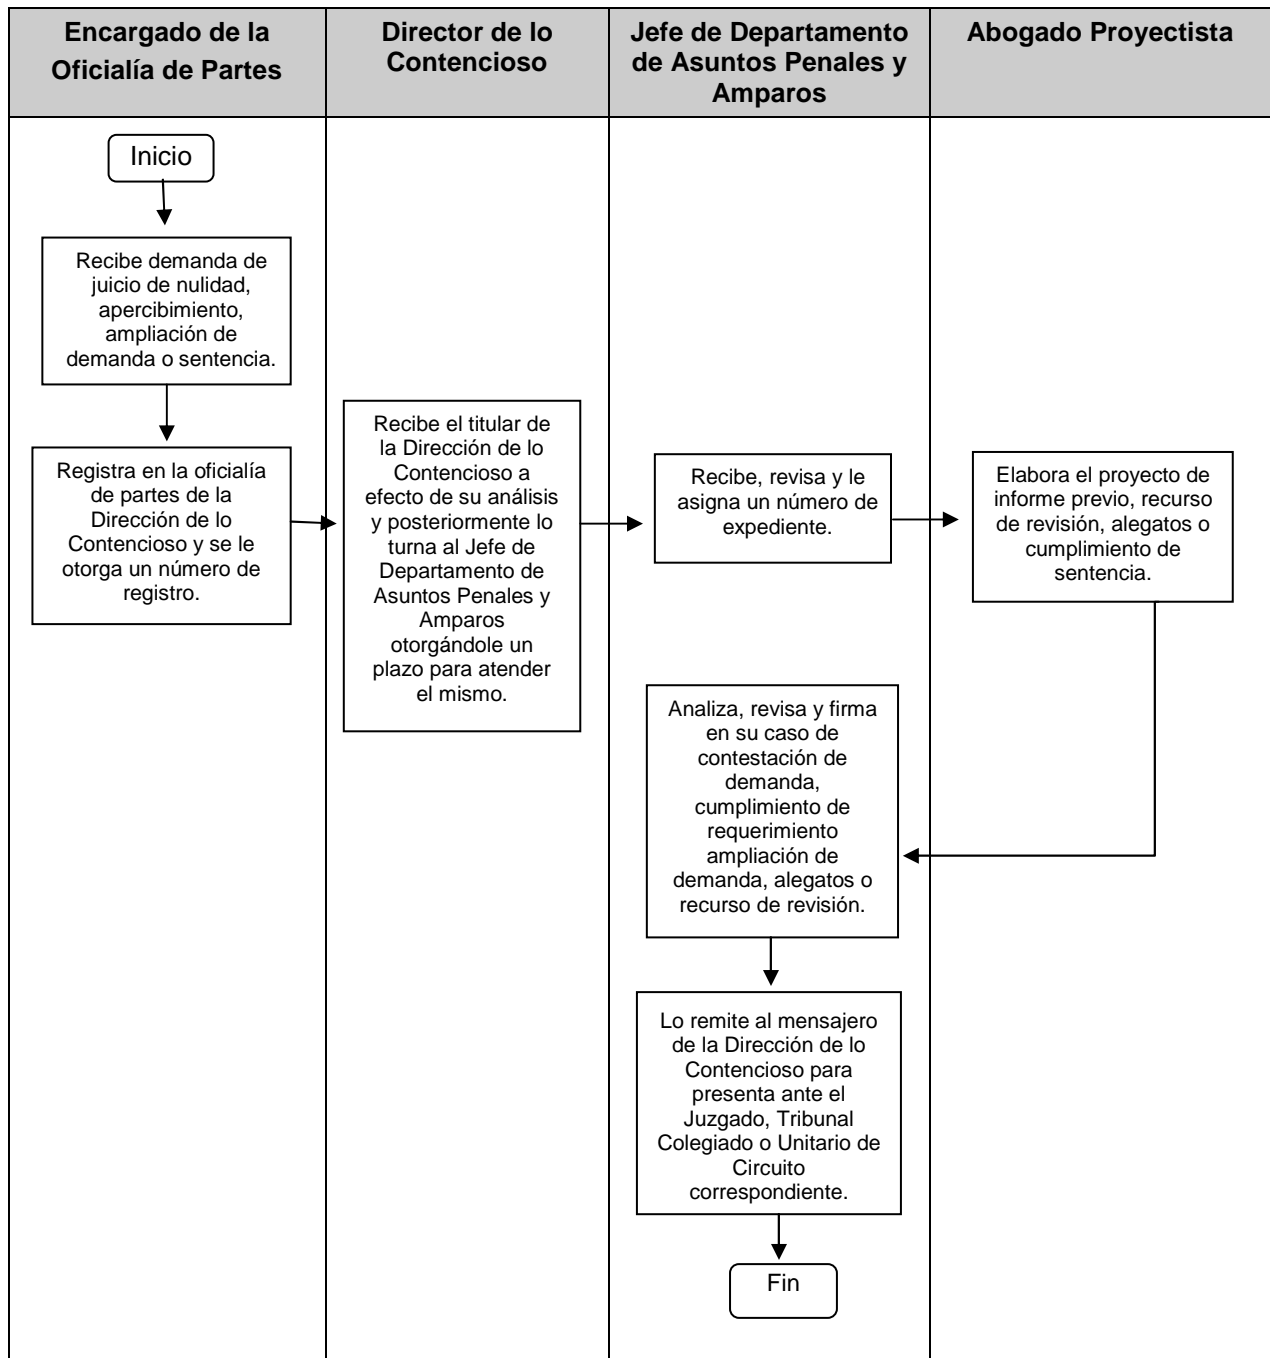 Encargado de la
Oficialía de Partes
Director de lo
Contencioso
Jefe de Departamento
de Asuntos Penales y
Amparos
Abogado Proyectista
Inicio
Recibe demanda de
juicio de nulidad,
apercibimiento,
ampliación de
demanda o sentencia.
Registra en la oficialía
de partes de la
Dirección de lo
Contencioso y se le
otorga un número de
registro.
Recibe el titular de
la Dirección de lo
Contencioso a
efecto de su análisis
y posteriormente lo
turna al Jefe de
Departamento de
Asuntos Penales y
Amparos
otorgándole un
plazo para atender
el mismo.
Recibe, revisa y le
asigna un número de
expediente.
Elabora el proyecto de
informe previo, recurso
de revisión, alegatos o
cumplimiento de
sentencia.
Analiza, revisa y firma
en su caso de
contestación de
demanda,
cumplimiento de
requerimiento
ampliación de
demanda, alegatos o
recurso de revisión.
Lo remite al mensajero
de la Dirección de lo
Contencioso para
presenta ante el
Juzgado, Tribunal
Colegiado o Unitario de
Circuito
correspondiente.
Fin